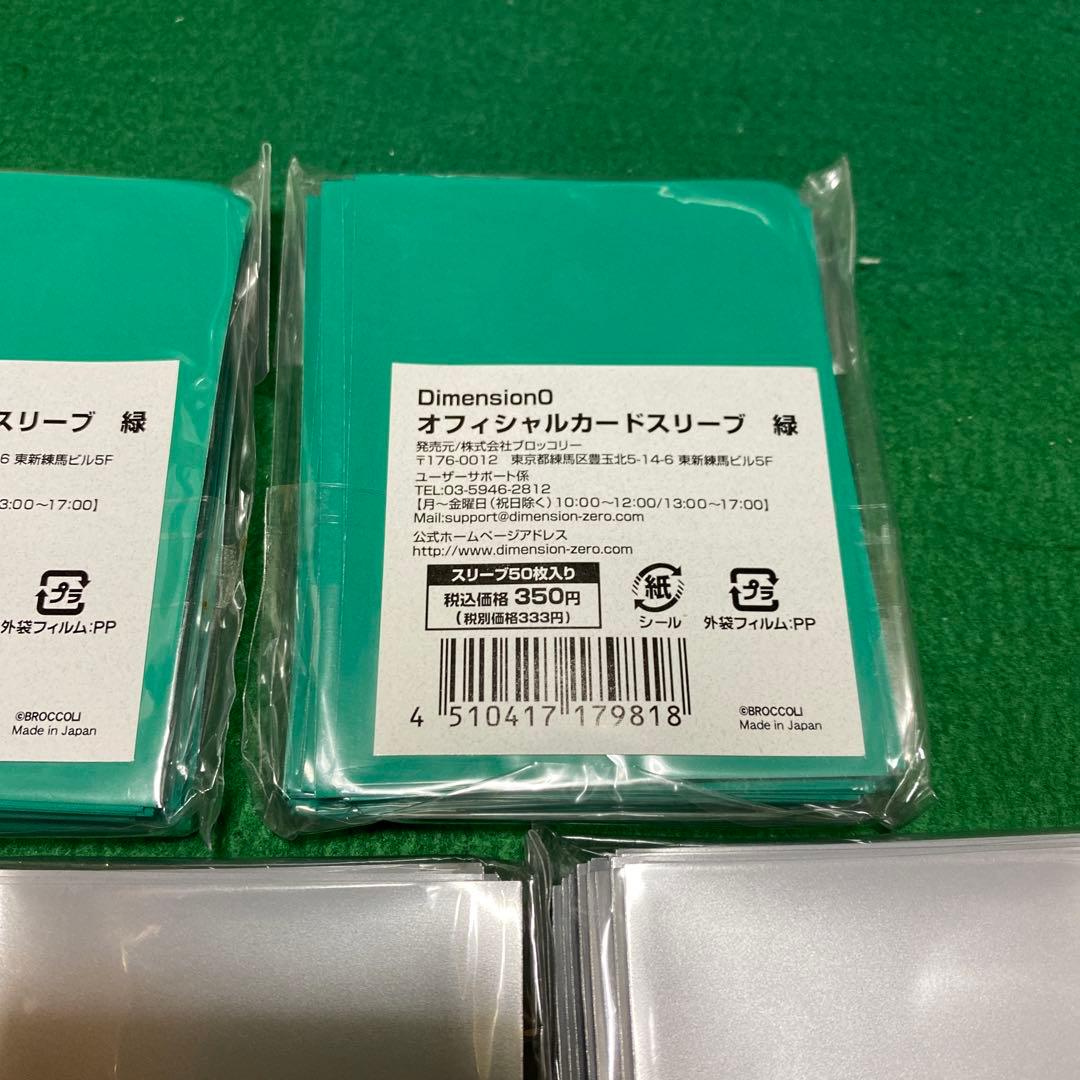 スリーブ 緑
6 東新練馬ビル5F
3:00〜17:00】
プラ
外袋フィルム:PP
©BROCCOLI
Made in Japan
Dimension0
オフィシャルカードスリーブ 緑
発売元/株式会社ブロッコリー
〒176-0012 東京都練馬区豊玉北5-14-6 東新練馬ビル5F
ユーザーサポート係
TEL:03-5946-2812
【月〜金曜日(祝日除く)10:00〜12:00/13:00〜17:00】
Mail:support@dimension-zero.com
公式ホームページアドレス
http://www.dimension-zero.com
スリーブ50枚入り
税込価格 350円
(税別価格333円)
紙
シール
プラ
外袋フィルム:PP
4 510417 179818
©BROCCOLI
Made in Japan